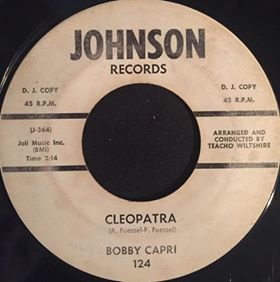 JOHNSON
RECORDS
D. J. COPY
45 R.P.M.
D. J. COPY
45 R.P.M.
(J-364)
Joli Music Inc.
(BMI)
Time 2:14
ARRANGED AND
CONDUCTED BY
TEACHO WILTSHIRE
CLEOPATRA
(A. Fuessel-F. Fuessel)
BOBBY CAPRI
124